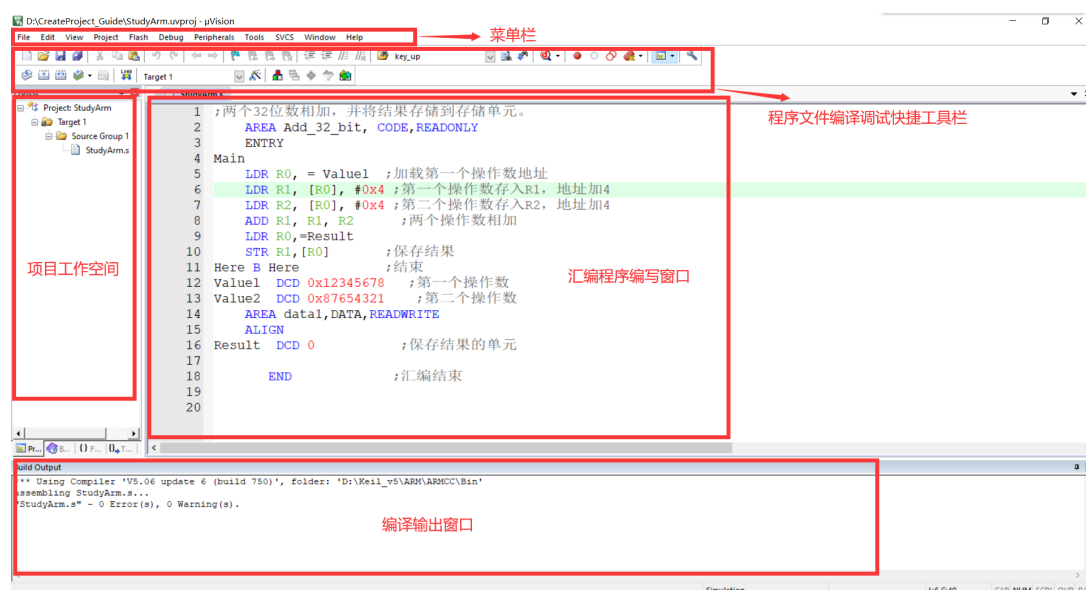 D:\CreateProject_Guide\StudyArm.uvproj - µVision
File Edit View Project Flash Debug Peripherals Tools SVCS Window Help
菜单栏
key_up
Target 1
程序文件编译调试快捷工具栏
Project: StudyArm
Target 1
Source Group 1
StudyArm.s
项目工作空间
StudyArm.s
1 ;两个32位数相加，并将结果存储到存储单元。
2 AREA Add_32_bit, CODE,READONLY
3 ENTRY
4 Main
5 LDR R0, = Value1 ;加载第一个操作数地址
6 LDR R1, [R0], #0x4 ;第一个操作数存入R1，地址加4
7 LDR R2, [R0], #0x4 ;第二个操作数存入R2，地址加4
8 ADD R1, R1, R2 ;两个操作数相加
9 LDR R0,=Result
10 STR R1,[R0] ;保存结果
11 Here B Here ;结束
12 Value1 DCD 0x12345678 ;第一个操作数
13 Value2 DCD 0x87654321 ;第二个操作数
14 AREA data1,DATA,READWRITE
15 ALIGN
16 Result DCD 0 ;保存结果的单元
17
18 END ;汇编结束
19
20
汇编程序编写窗口
Pr... B... {} F... 0 T...
Build Output
*** Using Compiler 'V5.06 update 6 (build 750)', folder: 'D:\Keil_v5\ARM\ARMCC\Bin'
assembling StudyArm.s...
"StudyArm.s" - 0 Error(s), 0 Warning(s).
编译输出窗口
Simulation
CAP NUM SCRL OVR